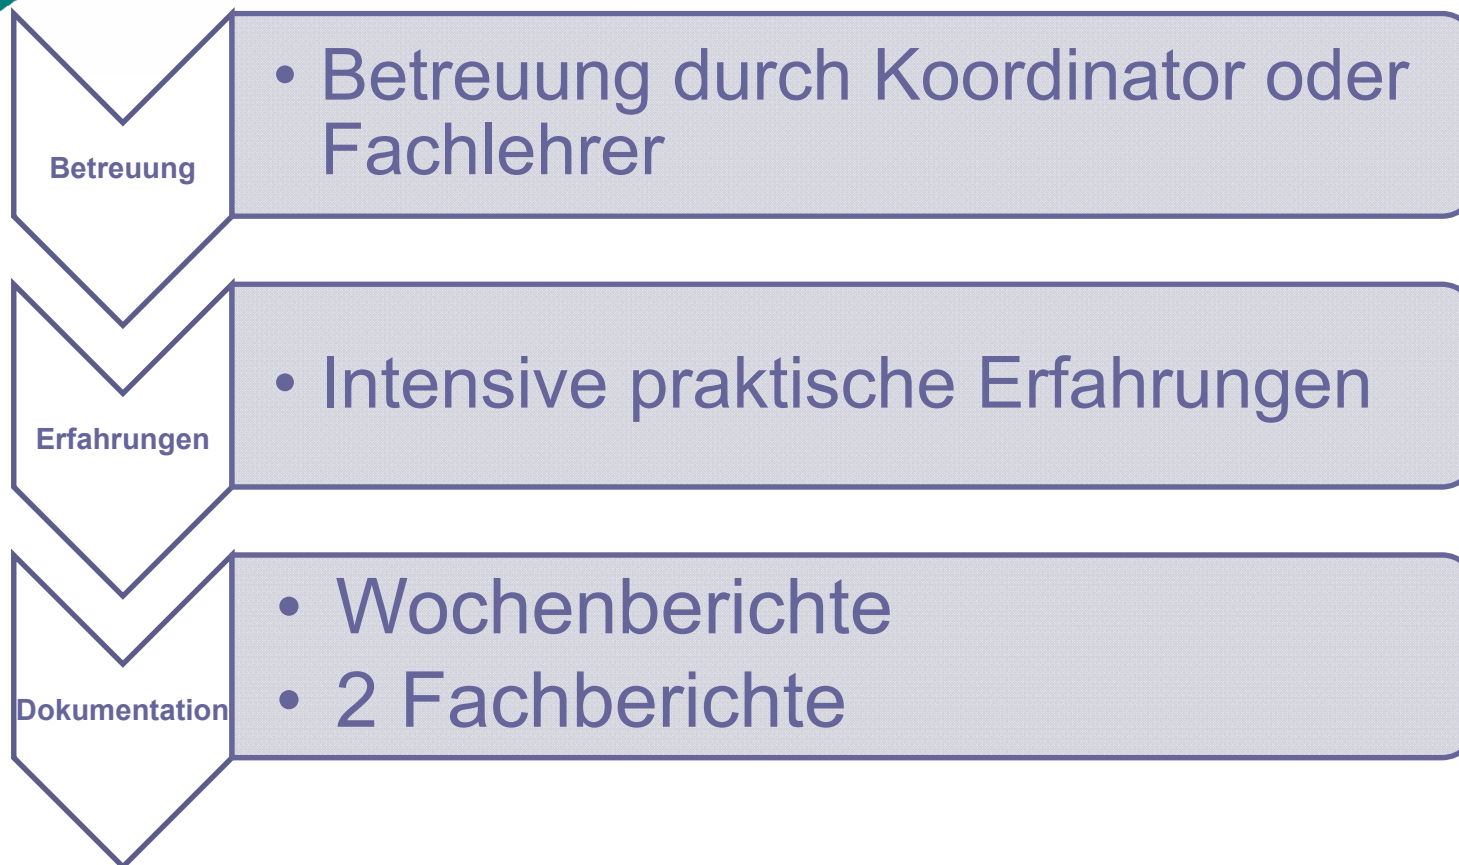 Betreuung
• Betreuung durch Koordinator oder
Fachlehrer
Erfahrungen
• Intensive praktische Erfahrungen
Dokumentation
• Wochenberichte
• 2 Fachberichte